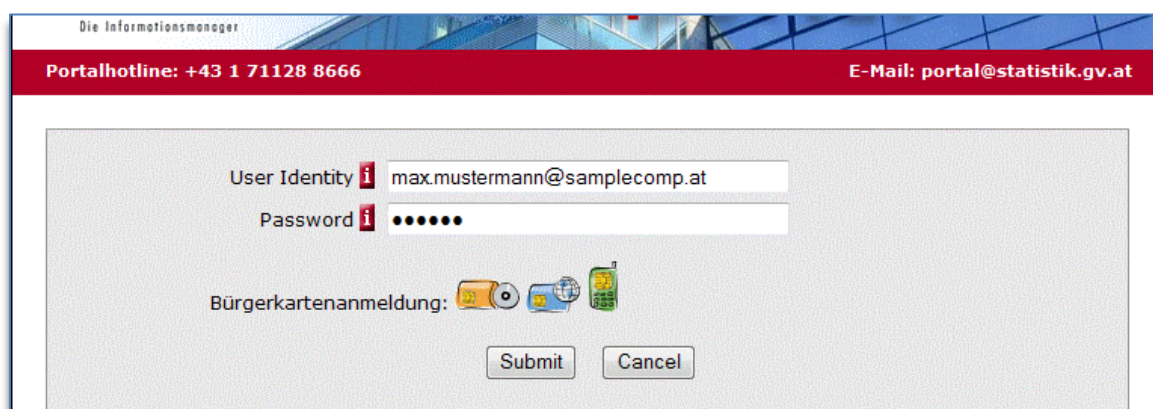 Die Informationsmanager
Portalhotline: +43 1 71128 8666 E-Mail: portal@statistik.gv.at
User Identity i max.mustermann@samplecomp.at
Password i ●●●●●●
Bürgerkartenanmeldung:
Submit Cancel